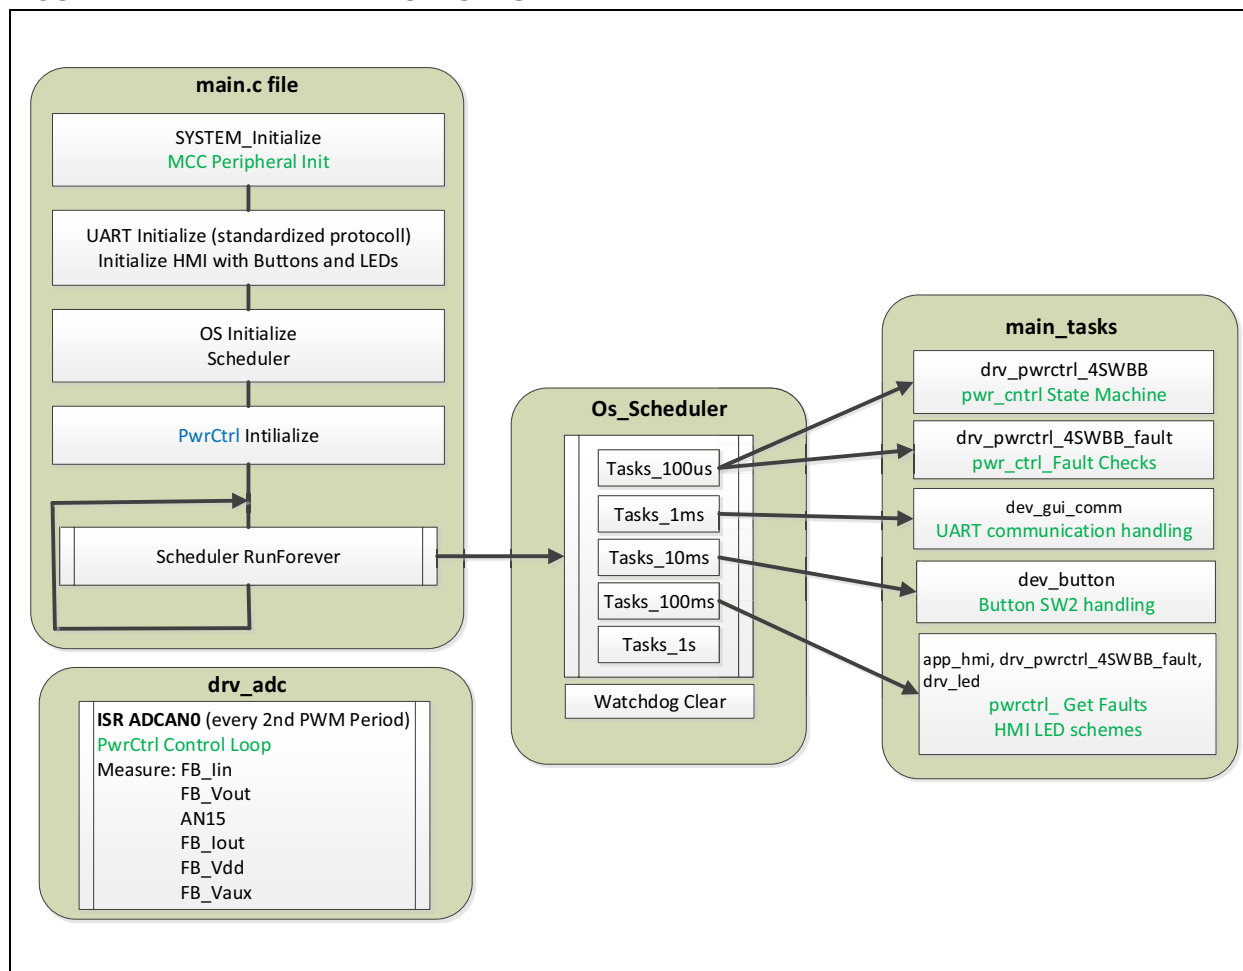 main.c file
SYSTEM_Initialize
MCC Peripheral Init
UART Initialize (standardized protocoll)
Initialize HMI with Buttons and LEDs
OS Initialize
Scheduler
PwrCtrl Intilialize
Scheduler RunForever
drv_adc
ISR ADCAN0 (every 2nd PWM Period)
PwrCtrl Control Loop
Measure: FB_Iin
FB_Vout
AN15
FB_Iout
FB_Vdd
FB_Vaux
Os_Scheduler
Tasks_100us
Tasks_1ms
Tasks_10ms
Tasks_100ms
Tasks_1s
Watchdog Clear
main_tasks
drv_pwrctrl_4SWBB
pwr_cntrl State Machine
drv_pwrctrl_4SWBB_fault
pwr_ctrl_Fault Checks
dev_gui_comm
UART communication handling
dev_button
Button SW2 handling
app_hmi, drv_pwrctrl_4SWBB_fault,
drv_led
pwrctrl_ Get Faults
HMI LED schemes